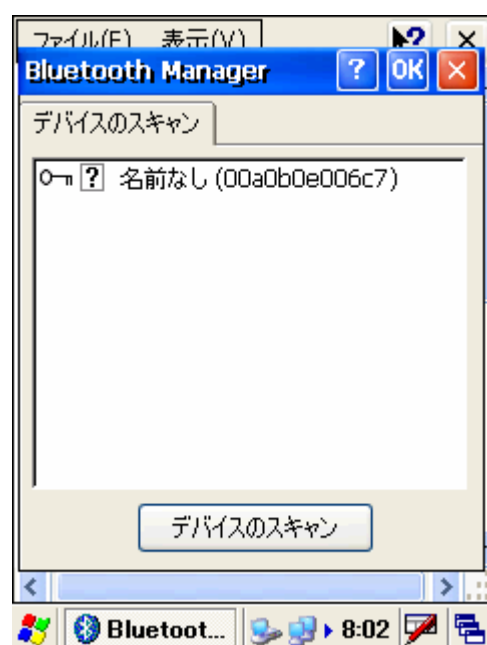 ファイル(F) 表示(V)
Bluetooth Manager ? OK ×
デバイスのスキャン
? 名前なし (00a0b0e006c7)
デバイスのスキャン
Bluetoot... 8:02